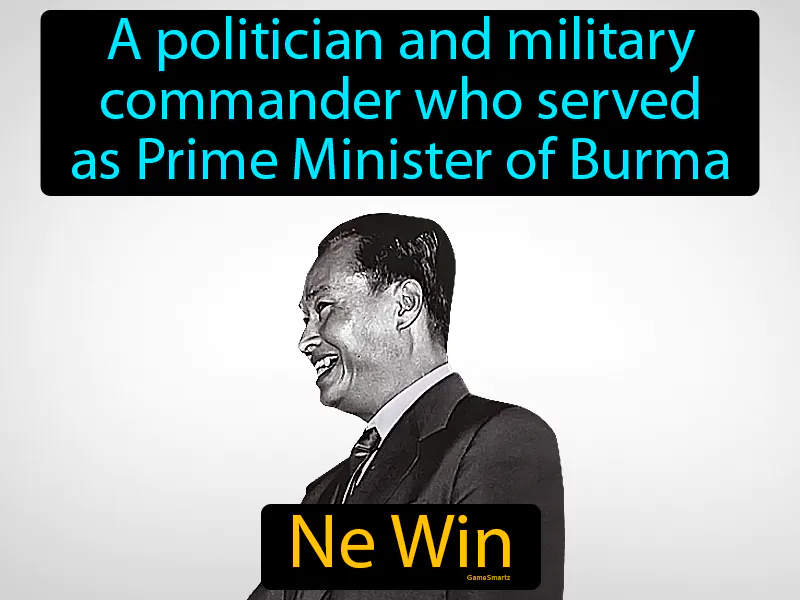 A politician and military
commander who served
as Prime Minister of Burma
Ne Win
GameSmartz